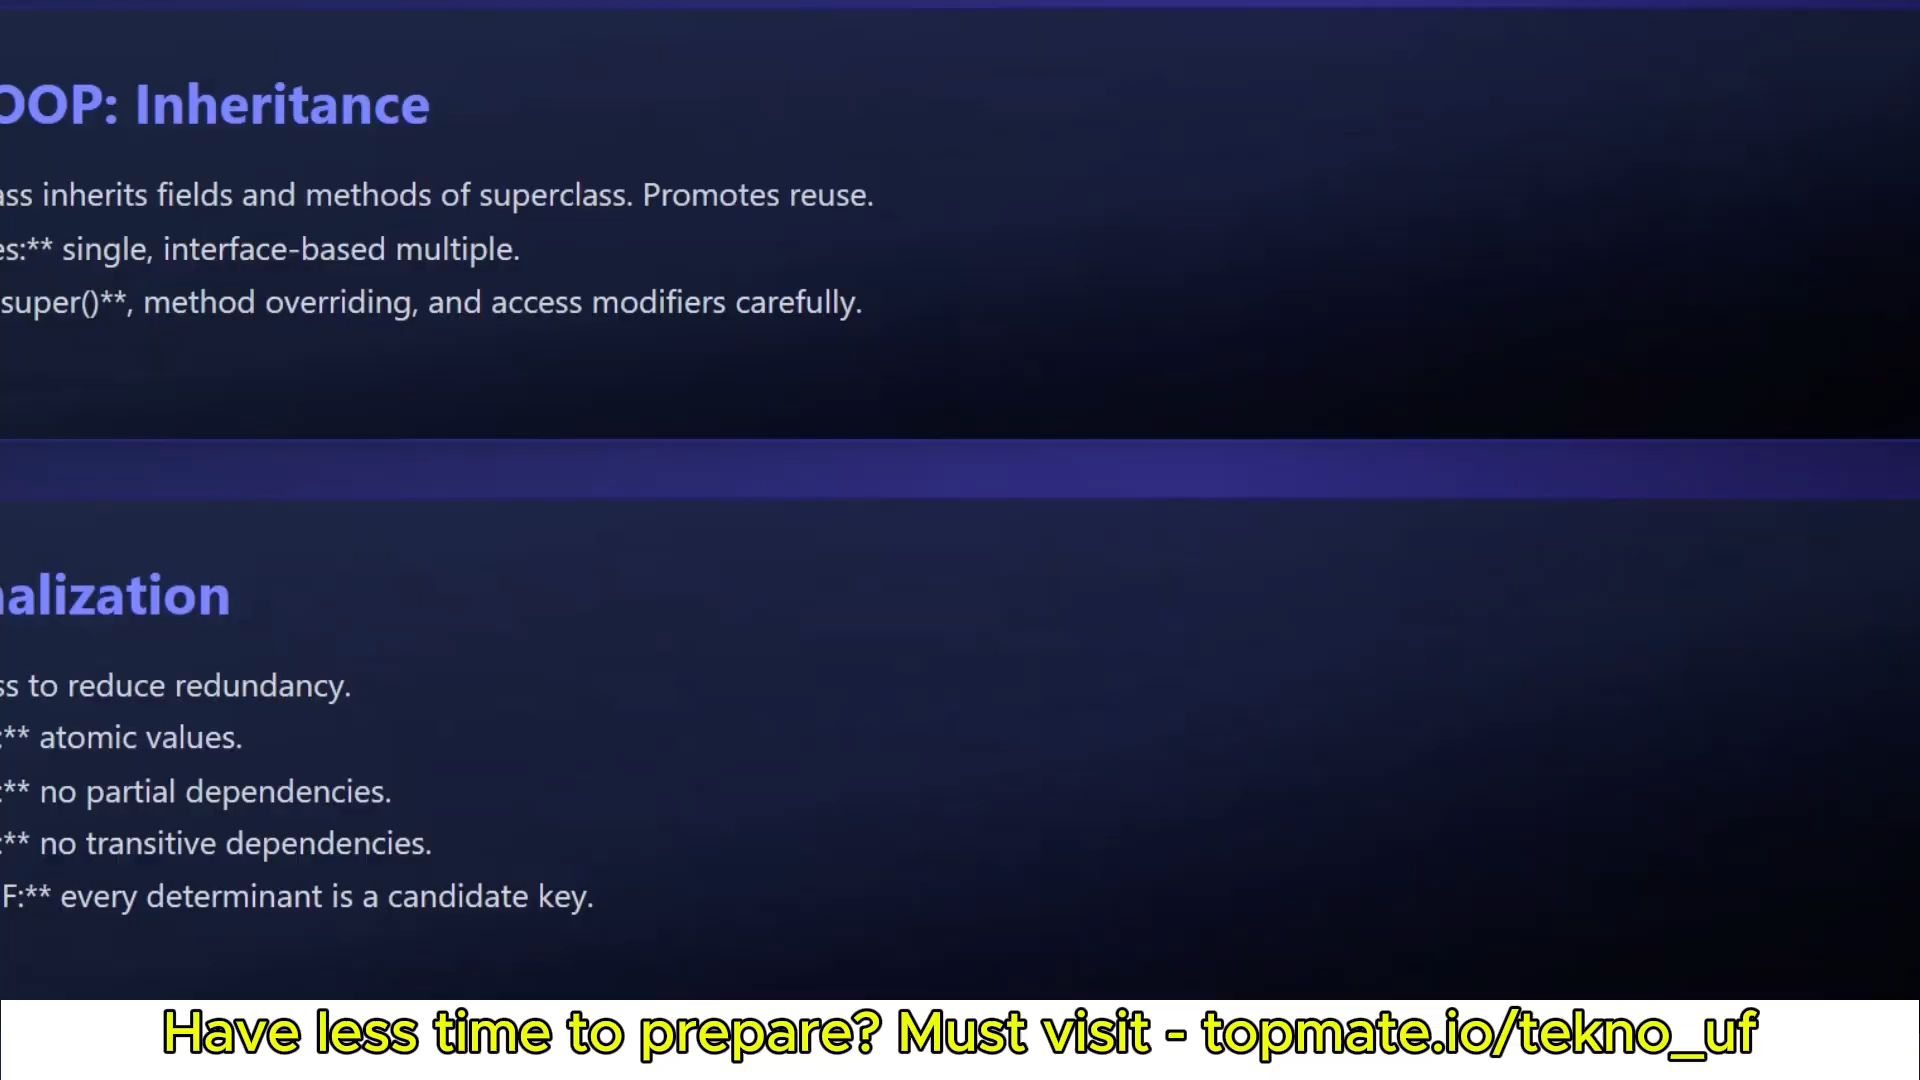 OOP: Inheritance
ass inherits fields and methods of superclass. Promotes reuse.
es:** single, interface-based multiple.
super()**, method overriding, and access modifiers carefully.
nalization
ss to reduce redundancy.
:** atomic values.
:** no partial dependencies.
:** no transitive dependencies.
F:** every determinant is a candidate key.
Have less time to prepare? Must visit - topmate.io/tekno_uf